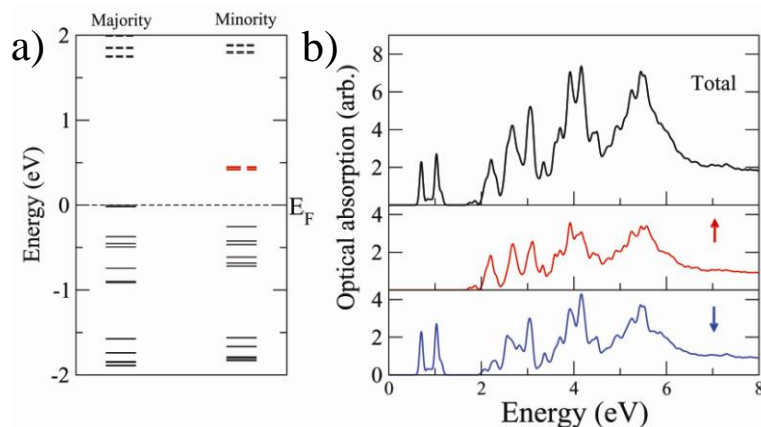 a)
Majority
Minority
2
1
0
-1
-2
Energy (eV)
E_F
b)
Total
8
6
4
2
0
4
2
4
2
0
Optical absorption (arb.)
0
2
4
6
8
Energy (eV)